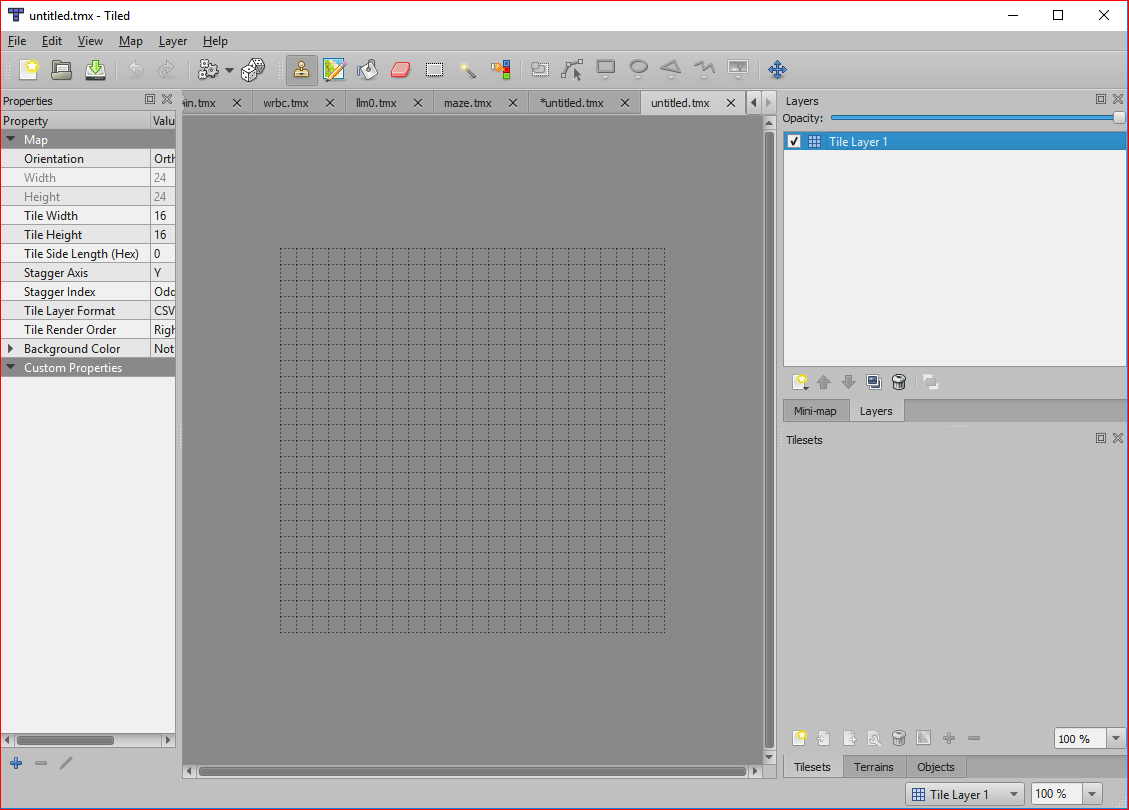 untitled.tmx - Tiled
File Edit View Map Layer Help
Properties
ain.tmx wrbc.tmx llm0.tmx maze.tmx *untitled.tmx untitled.tmx
Property Valu
Map
Orientation Orth
Width 24
Height 24
Tile Width 16
Tile Height 16
Tile Side Length (Hex) 0
Stagger Axis Y
Stagger Index Odd
Tile Layer Format CSV
Tile Render Order Righ
Background Color Not
Custom Properties
Layers
Opacity:
Tile Layer 1
Mini-map Layers
Tilesets
100 %
Tilesets Terrains Objects
Tile Layer 1 100 %